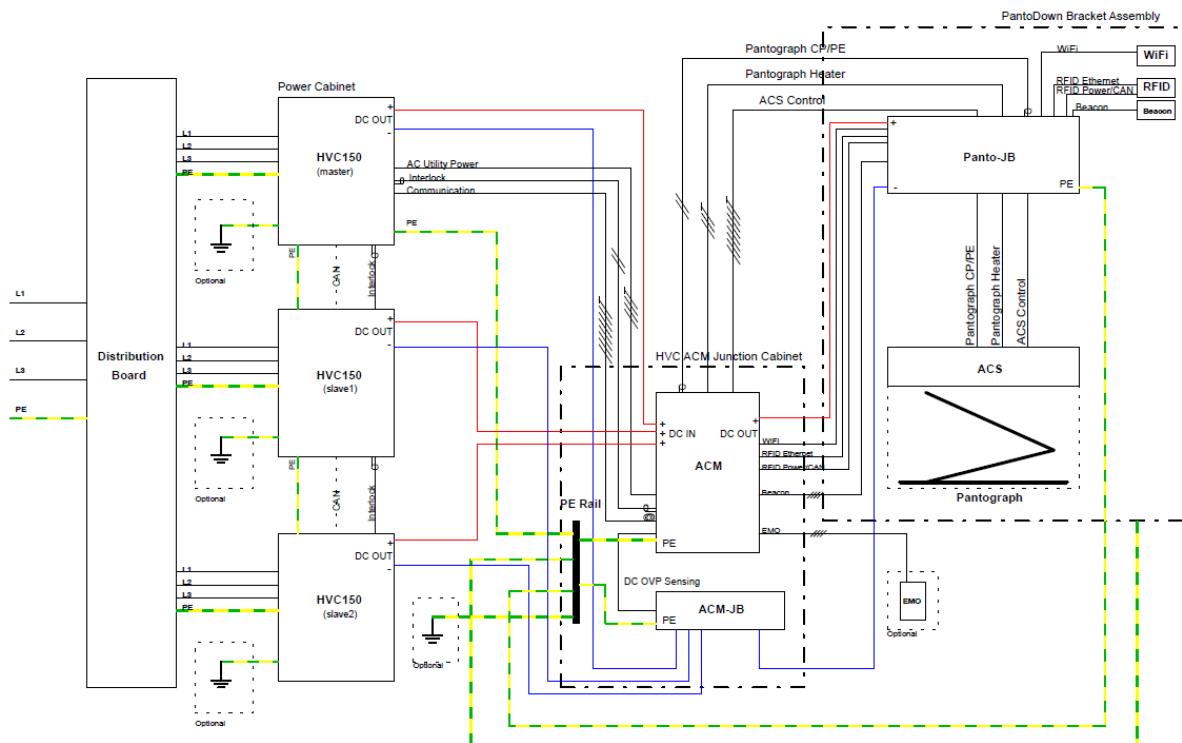 PantoDown Bracket Assembly
Pantograph CP/PE
WiFi
WiFi
Pantograph Heater
RFID Ethernet
RFID
RFID Power/CAN
ACS Control
Beacon
Beacon
Power Cabinet
+
DC OUT
-
HVC150
(master)
L1
L2
L3
PE
AC Utility Power
Interlock
Communication
PE
Optional
PE
CAN
Interlock
+
Panto-JB
-
PE
Pantograph CP/PE
Pantograph Heater
ACS Control
L1
L2
L3
PE
Distribution
Board
L1
L2
L3
PE
+
DC OUT
-
HVC150
(slave1)
Optional
PE
CAN
Interlock
HVC ACM Junction Cabinet
ACS
Pantograph
+
+
+
DC IN
+
DC OUT
ACM
WiFi
RFID Ethernet
RFID Power/CAN
Beacon
EMO
PE
PE Rail
L1
L2
L3
PE
+
DC OUT
-
HVC150
(slave2)
Optional
DC OVP Sensing
ACM-JB
PE
Optional
EMO
Optional